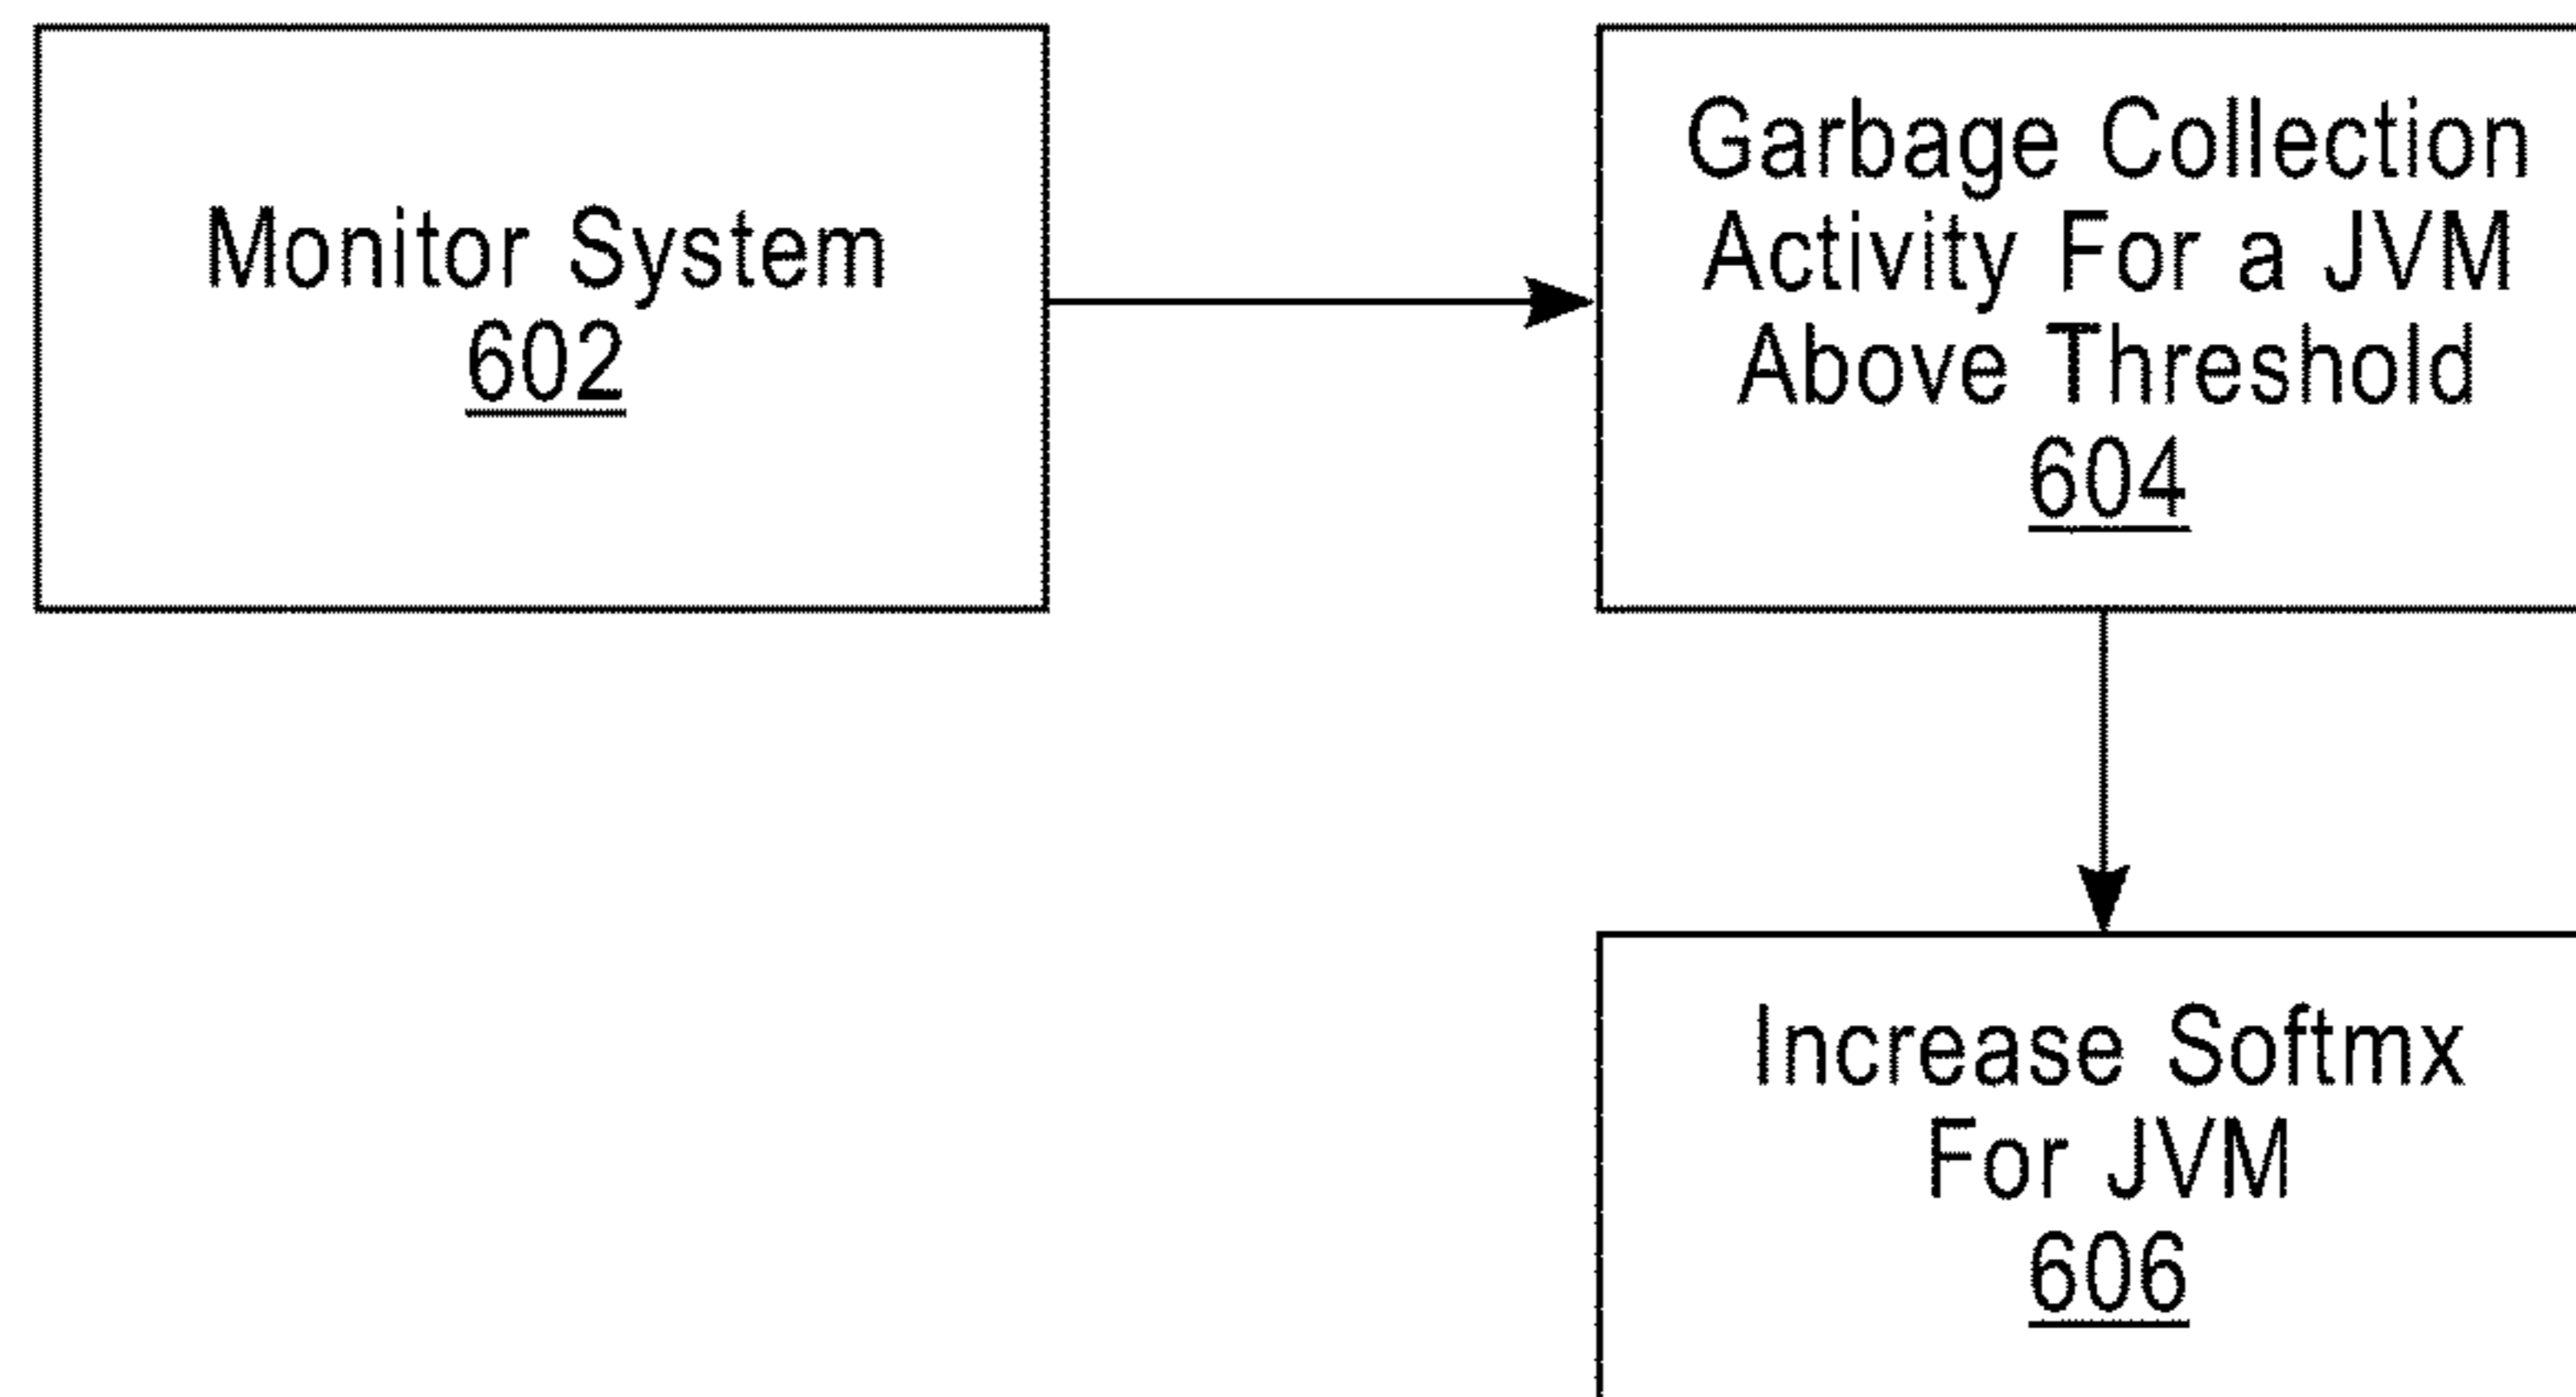 Monitor System
602
Garbage Collection
Activity For a JVM
Above Threshold
604
Increase Softmx
For JVM
606